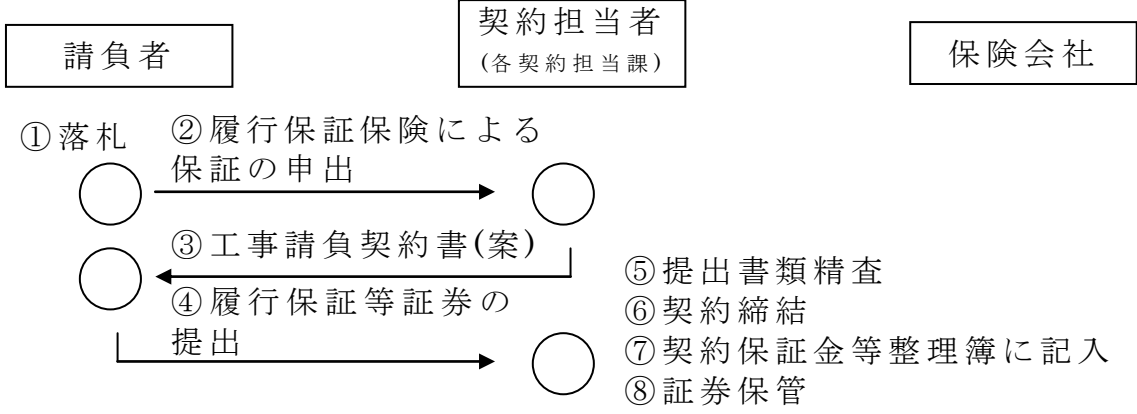 請負者
契約担当者
(各契約担当課)
保険会社
①落札
②履行保証保険による
保証の申出
③工事請負契約書(案)
④履行保証等証券の
提出
⑤提出書類精査
⑥契約締結
⑦契約保証金等整理簿に記入
⑧証券保管